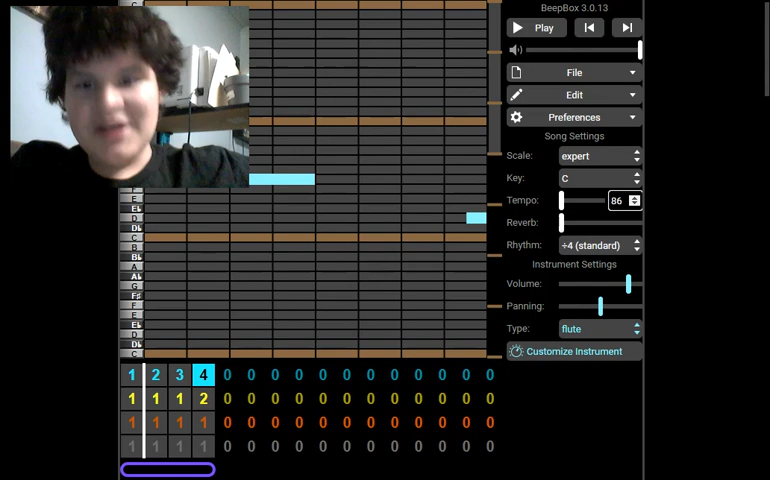 C
BeepBox 3.0.13
Play
File
Edit
Preferences
Song Settings
Scale: expert
Key: C
Tempo: 86
Reverb:
Rhythm: ÷4 (standard)
Instrument Settings
Volume:
Panning:
Type: flute
Customize Instrument
E
E♭
D
D♭
C
B
B♭
A
A♭
G
F♯
F
E
E♭
D
D♭
C
1 2 3 4 0 0 0 0 0 0 0 0 0 0 0 0
1 1 1 2 0 0 0 0 0 0 0 0 0 0 0 0
1 1 1 1 0 0 0 0 0 0 0 0 0 0 0 0
1 1 1 1 0 0 0 0 0 0 0 0 0 0 0 0